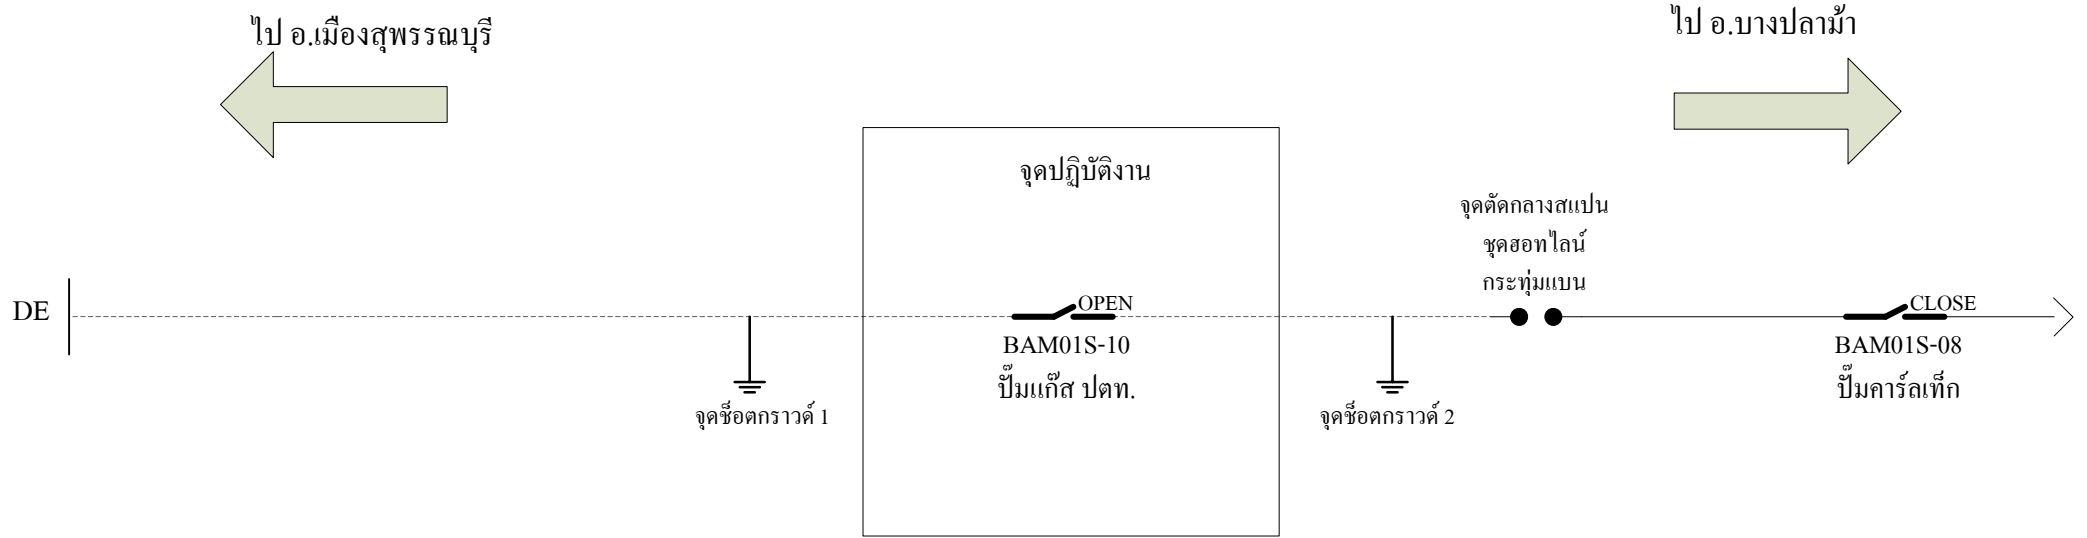 ไป อ.เมืองสุพรรณบุรี
ไป อ.บางปลาม้า
จุดปฏิบัติงาน
จุดตัดกลางสแปน
ชุดฮอทไลน์
กระทุ่มแบน
DE
OPEN
CLOSE
BAM01S-10
ปั๊มแก๊ส ปตท.
BAM01S-08
ปั๊มคาร์ลเท็ก
จุดช็อตกราวด์ 1
จุดช็อตกราวด์ 2